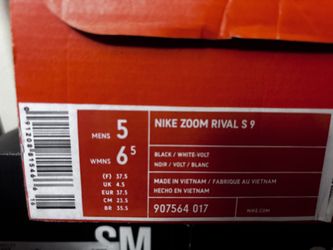 MENS 5
WMNS 6.5
(F) 37.5
UK 4.5
EUR 37.5
CM 23.5
BR 35.5
NIKE ZOOM RIVAL S 9
BLACK / WHITE-VOLT
NOIR / VOLT / BLANC
MADE IN VIETNAM / FABRIQUÉ AU VIETNAM
HECHO EN VIETNAM
907564 017
NIKE.COM
SM